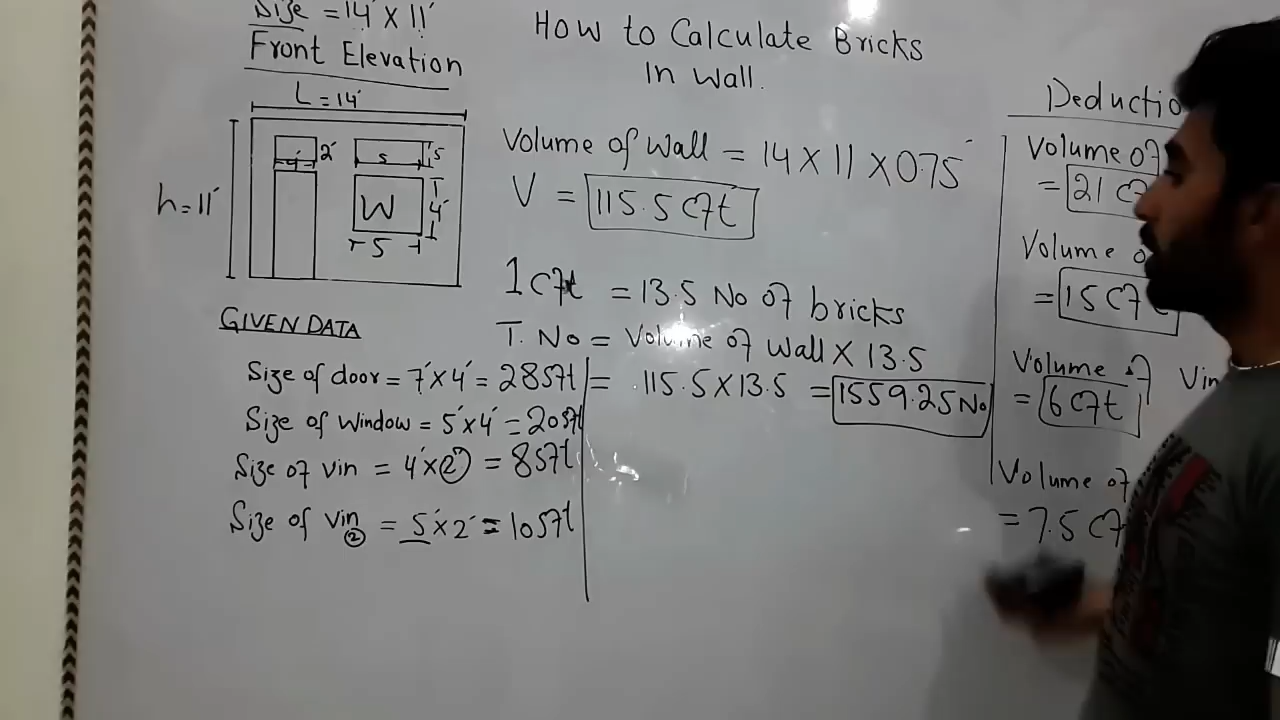 Size = 14' X 11'
Front Elevation
L = 14'
h = 11'
2'
4'
5
5
W
4'
5
GIVEN DATA
Size of door = 7' X 4' = 28 Sft
Size of Window = 5' X 4' = 20 Sft
Size of vin = 4' X 2' = 8 Sft
Size of vin 2 = 5' X 2' = 10 Sft
How to Calculate Bricks
In Wall.
Volume of Wall = 14 X 11 X 0.75'
V = 115.5 Cft
1 Cft = 13.5 No of bricks
T. No = Volume of Wall X 13.5
= 115.5 X 13.5 = 1559.25 No
Deductio
Volume of
= 21 C
Volume o
= 15 Cft
Volume of Vin
= 6 Cft
Volume of
= 7.5 Cf